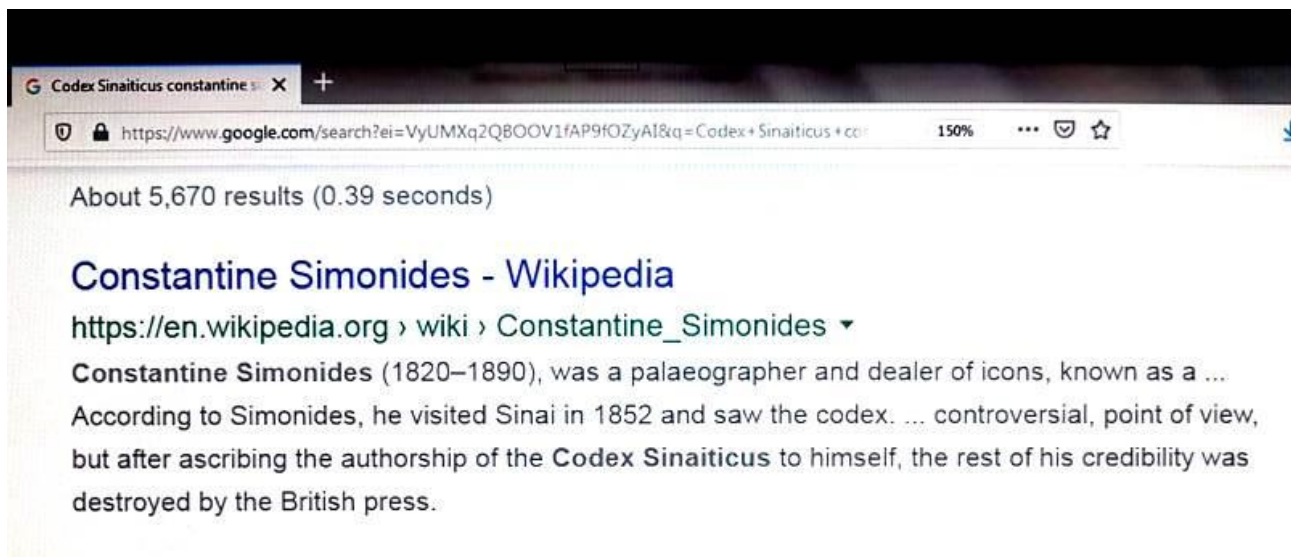 G Codex Sinaiticus constantine s
https://www.google.com/search?ei=VyUMXq2QBOOV1fAP9fOZyAI&q=Codex+Sinaiticus+co 150%
About 5,670 results (0.39 seconds)
Constantine Simonides - Wikipedia
https://en.wikipedia.org › wiki › Constantine_Simonides
Constantine Simonides (1820–1890), was a palaeographer and dealer of icons, known as a ...
According to Simonides, he visited Sinai in 1852 and saw the codex. ... controversial, point of view,
but after ascribing the authorship of the Codex Sinaiticus to himself, the rest of his credibility was
destroyed by the British press.